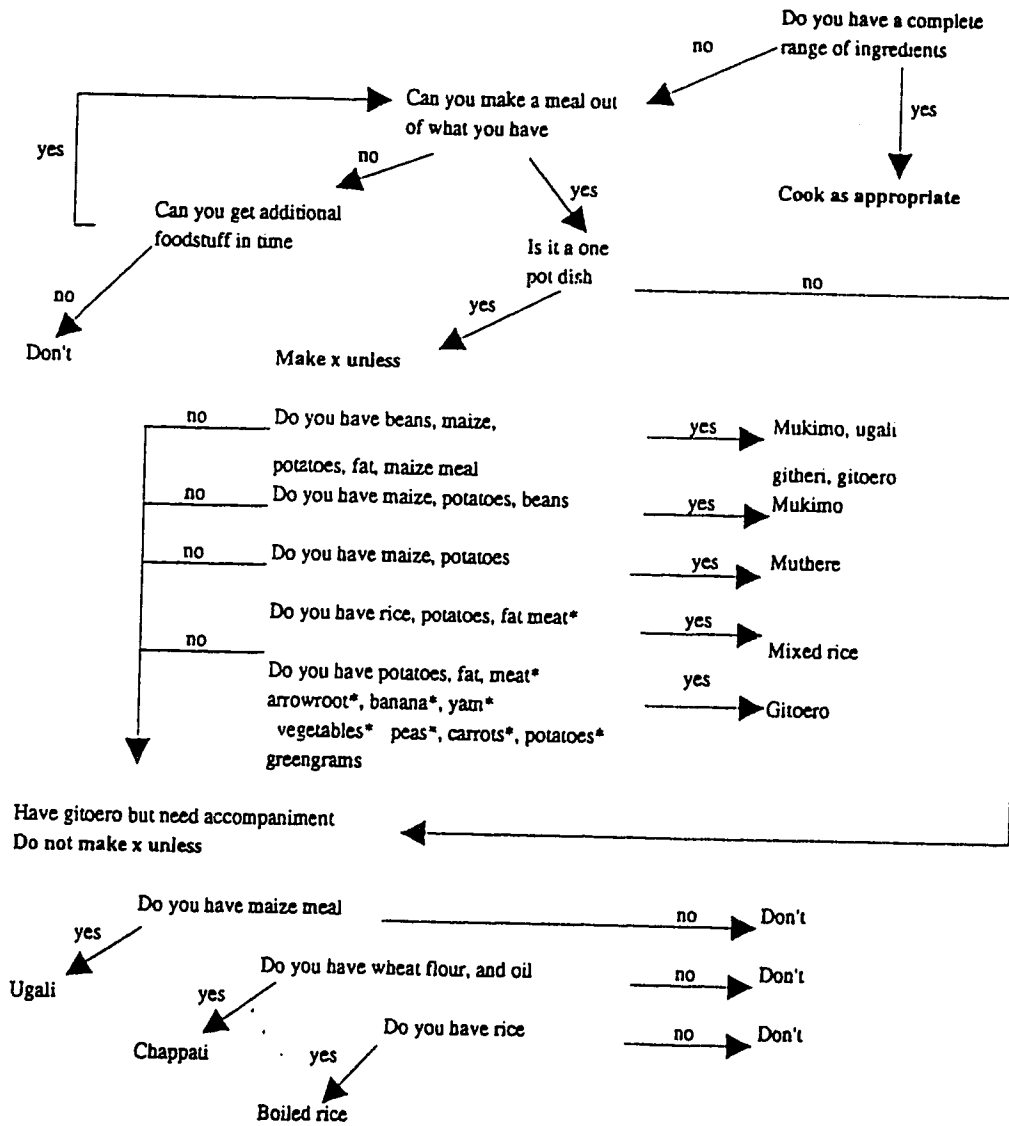 Do you have a complete
range of ingredients
no
yes
Can you make a meal out
of what you have
yes
no
yes
Cook as appropriate
Can you get additional
foodstuff in time
Is it a one
pot dish
no
no
yes
Don't
Make x unless
no
Do you have beans, maize,
yes
Mukimo, ugali
potatoes, fat, maize meal
githeri, gitoero
no
Do you have maize, potatoes, beans
yes
Mukimo
no
Do you have maize, potatoes
yes
Muthere
Do you have rice, potatoes, fat meat*
yes
Mixed rice
no
Do you have potatoes, fat, meat*
yes
arrowroot*, banana*, yam*
Gitoero
vegetables* peas*, carrots*, potatoes*
greengrams
Have gitoero but need accompaniment
Do not make x unless
Do you have maize meal
no
Don't
yes
Ugali
Do you have wheat flour, and oil
no
Don't
yes
Chappati
Do you have rice
no
Don't
yes
Boiled rice